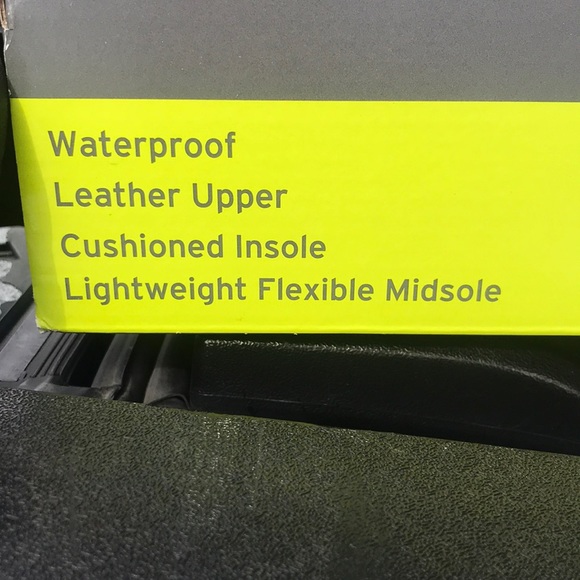 Waterproof
Leather Upper
Cushioned Insole
Lightweight Flexible Midsole